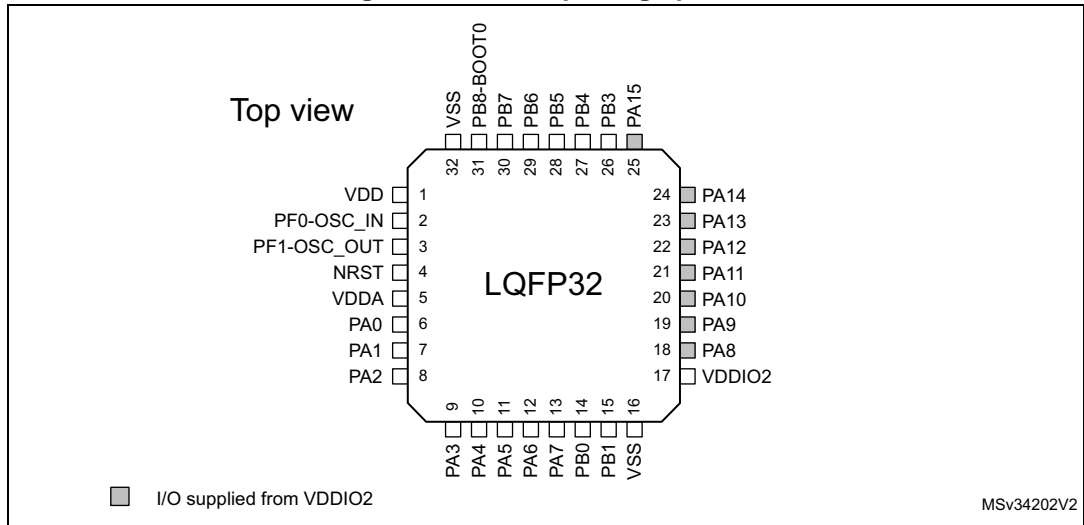 Top view
VSS
PB8-BOOT0
PB7
PB6
PB5
PB4
PB3
PA15
32
31
30
29
28
27
26
25
VDD 1
PF0-OSC_IN 2
PF1-OSC_OUT 3
NRST 4
VDDA 5
PA0 6
PA1 7
PA2 8
LQFP32
24 PA14
23 PA13
22 PA12
21 PA11
20 PA10
19 PA9
18 PA8
17 VDDIO2
9
10
11
12
13
14
15
16
PA3
PA4
PA5
PA6
PA7
PB0
PB1
VSS
I/O supplied from VDDIO2
MSv34202V2